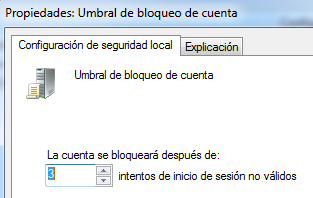 Propiedades: Umbral de bloqueo de cuenta
Configuración de seguridad local Explicación
Umbral de bloqueo de cuenta
La cuenta se bloqueará después de:
3 intentos de inicio de sesión no válidos